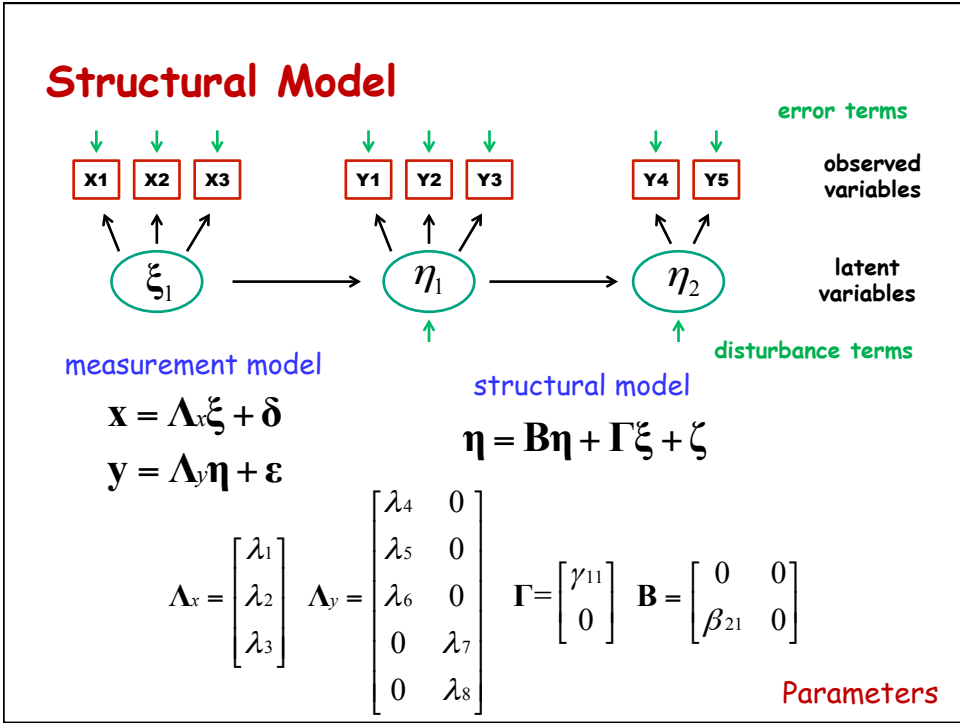 Structural Model
error terms
X1 X2 X3 Y1 Y2 Y3 Y4 Y5
observed
variables
ξ₁ η₁ η₂
latent
variables
disturbance terms
measurement model
structural model
x = Λₓξ + δ
η = Bη + Γξ + ζ
y = Λyη + ε
Λₓ = [λ1 λ2 λ3] Λy = [λ4 0 λ5 0 λ6 0 0 λ7 0 λ8] Γ= [γ11 0] B = [0 0 β21 0]
Parameters